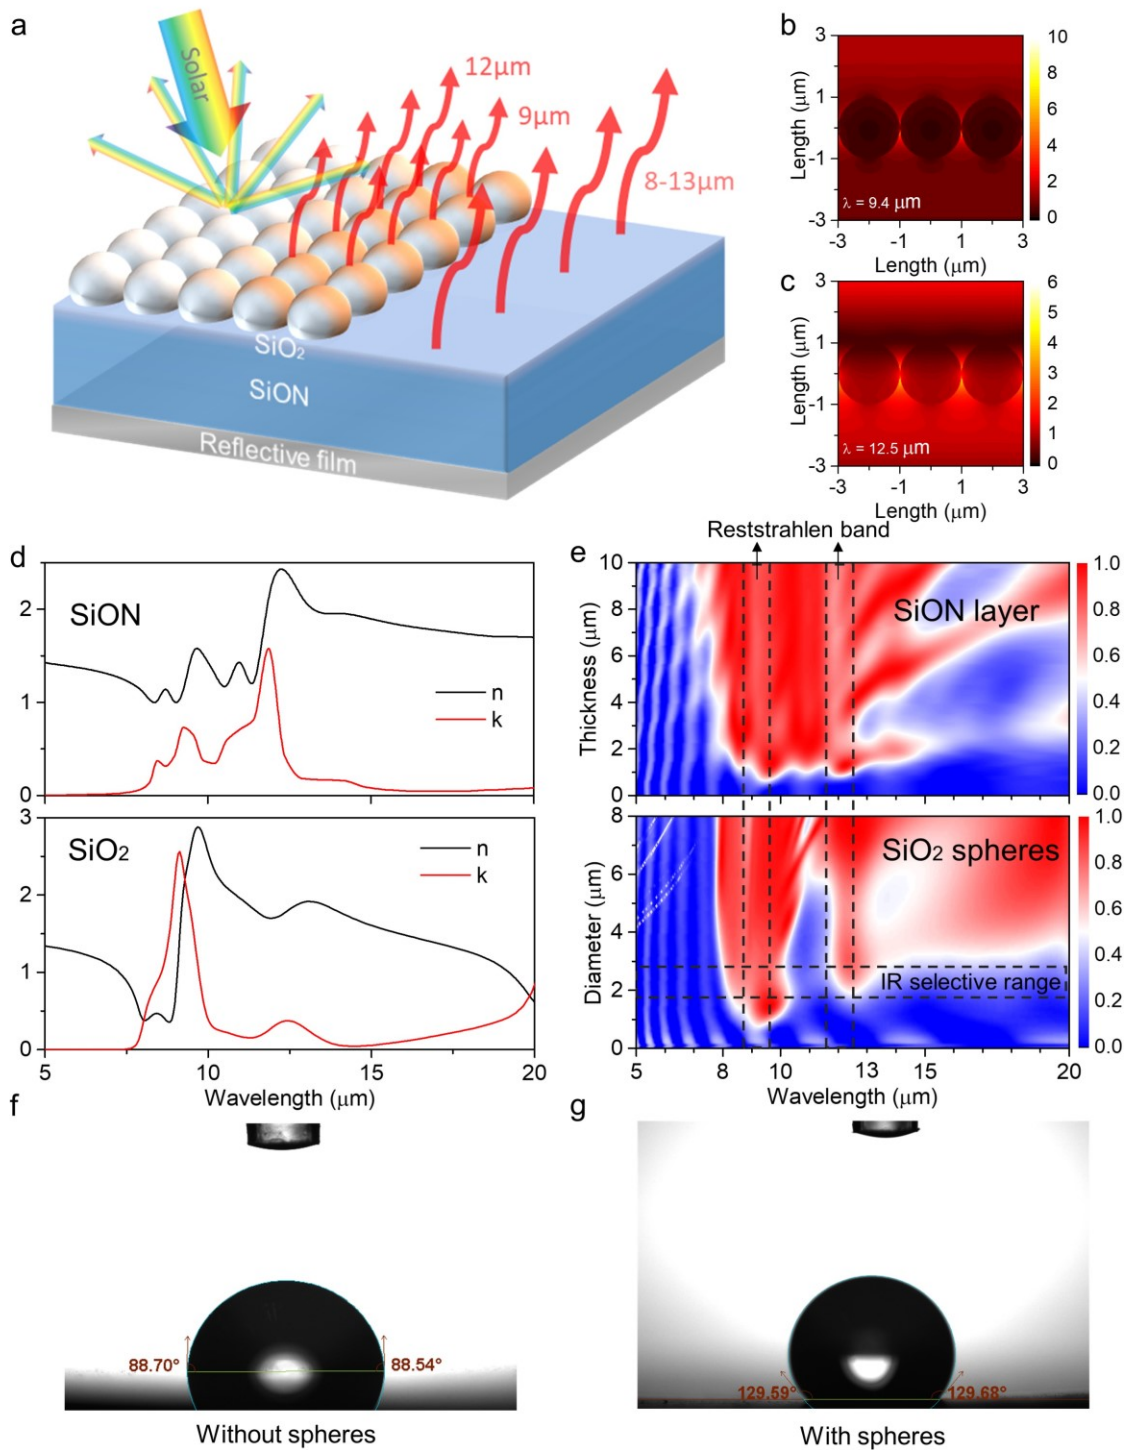 a
Solar
12μm
9μm
8-13μm
SiO2
SiON
Reflective film
b
3
1
-1
-3
Length (μm)
λ = 9.4 μm
-3 -1 1 3
Length (μm)
10
8
6
4
2
0
c
3
1
-1
-3
Length (μm)
λ = 12.5 μm
-3 -1 1 3
Length (μm)
6
5
4
3
2
1
0
d
SiON
n
k
2
1
0
SiO2
n
k
3
2
1
0
5 10 15 20
Wavelength (μm)
Reststrahlen band
e
10
8
6
4
2
0
Thickness (μm)
SiON layer
1.0
0.8
0.6
0.4
0.2
0.0
8
6
4
2
0
Diameter (μm)
SiO2 spheres
IR selective range
1.0
0.8
0.6
0.4
0.2
0.0
5 8 10 13 15 20
Wavelength (μm)
f
88.70°
88.54°
Without spheres
g
129.59°
129.68°
With spheres